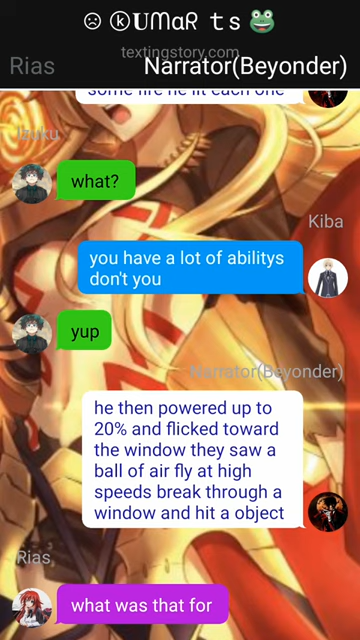 ☹ ⓚ𝐔ᗰᗩᖇ ｔｓ🐸
textingstory.com
Rias
Narrator(Beyonder)
some fire he lit each one
Izuku
what?
Kiba
you have a lot of abilitys
don't you
yup
Narrator(Beyonder)
he then powered up to
20% and flicked toward
the window they saw a
ball of air fly at high
speeds break through a
window and hit a object
Rias
what was that for